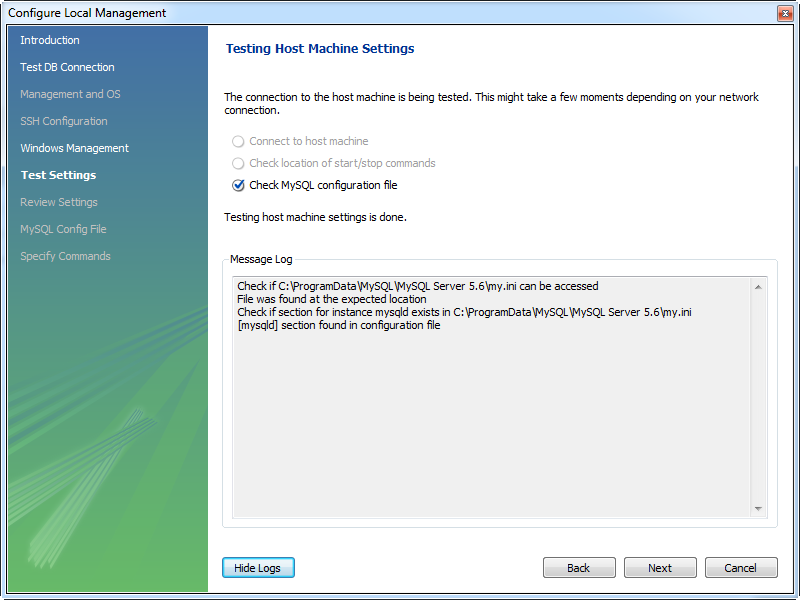 Configure Local Management
Introduction
Test DB Connection
Management and OS
SSH Configuration
Windows Management
Test Settings
Review Settings
MySQL Config File
Specify Commands
Testing Host Machine Settings
The connection to the host machine is being tested. This might take a few moments depending on your network
connection.
Connect to host machine
Check location of start/stop commands
Check MySQL configuration file
Testing host machine settings is done.
Message Log
Check if C:\ProgramData\MySQL\MySQL Server 5.6\my.ini can be accessed
File was found at the expected location
Check if section for instance mysqld exists in C:\ProgramData\MySQL\MySQL Server 5.6\my.ini
[mysqld] section found in configuration file
Hide Logs
Back
Next
Cancel